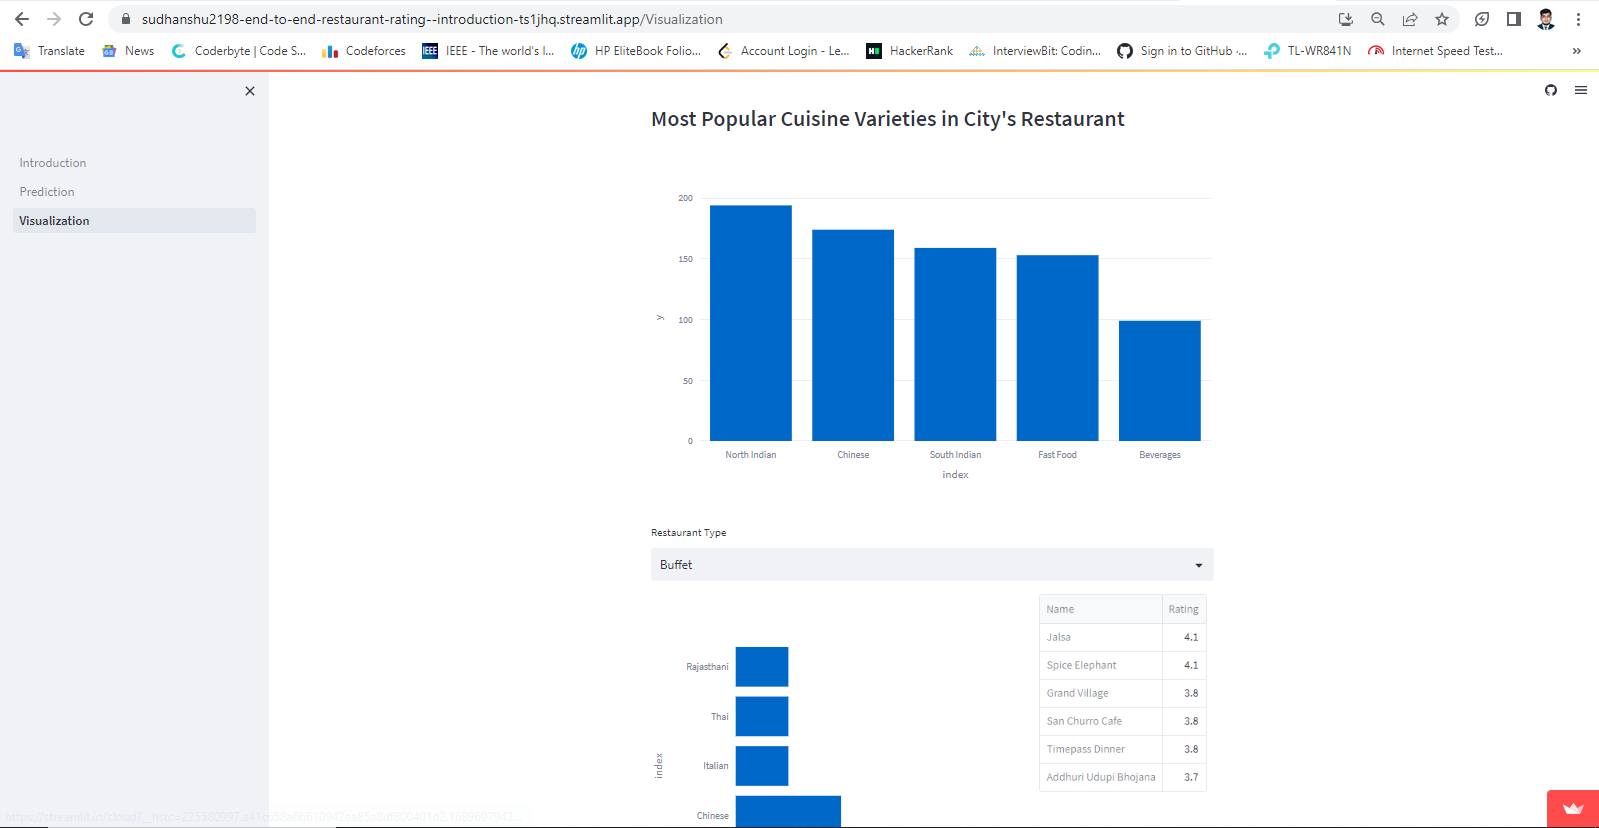 sudhanshu2198-end-to-end-restaurant-rating--introduction-ts1jhq.streamlit.app/Visualization
Translate News Coderbyte | Code S... Codeforces IEEE - The world's l... HP EliteBook Folio... Account Login - Le... HackerRank InterviewBit: Codin... Sign in to GitHub ·... TL-WR841N Internet Speed Test... »
Introduction
Prediction
Visualization
Most Popular Cuisine Varieties in City's Restaurant
200
150
100
50
0
y
North Indian Chinese South Indian Fast Food Beverages
index
Restaurant Type
Buffet
Rajasthani
Thai
Italian
Chinese
index
Name Rating
Jalsa 4.1
Spice Elephant 4.1
Grand Village 3.8
San Churro Cafe 3.8
Timepass Dinner 3.8
Addhuri Udupi Bhojana 3.7